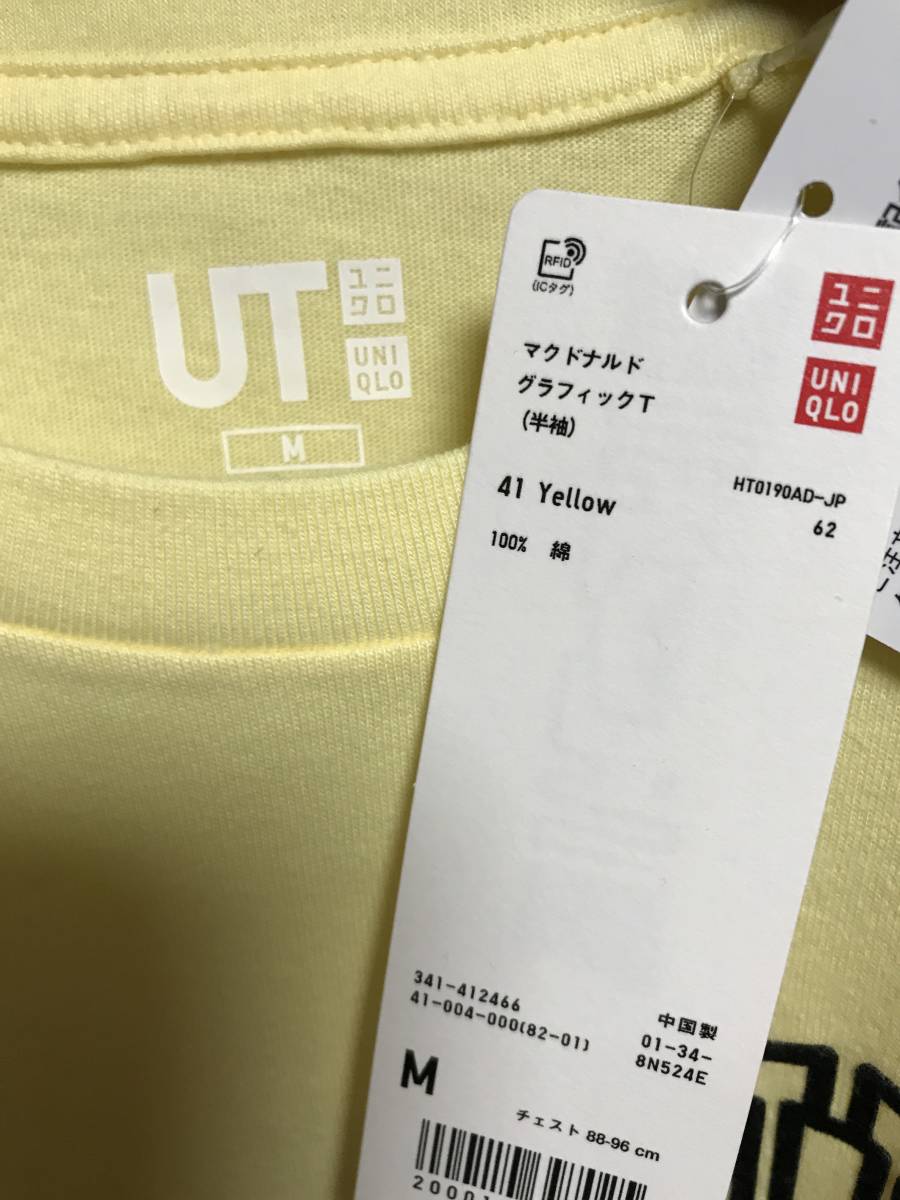 UT
ユニ
クロ
UNI
QLO
M
RFID
(ICタグ)
ユニ
クロ
UNI
QLO
マクドナルド
グラフィックT
(半袖)
41 Yellow
HT0190AD-JP
62
100% 綿
341-412466
41-004-000(82-01)
中国製
01-34-
8N524E
M
チェスト 88-96 cm